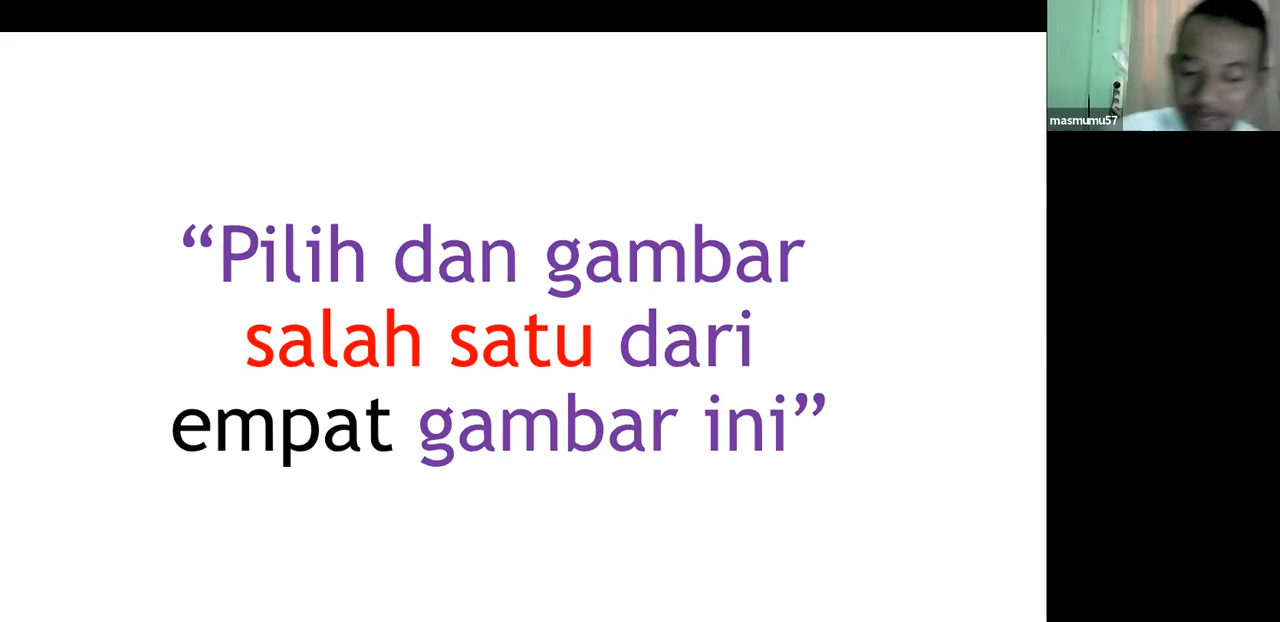 “Pilih dan gambar
salah satu dari
empat gambar ini”
masmumu57